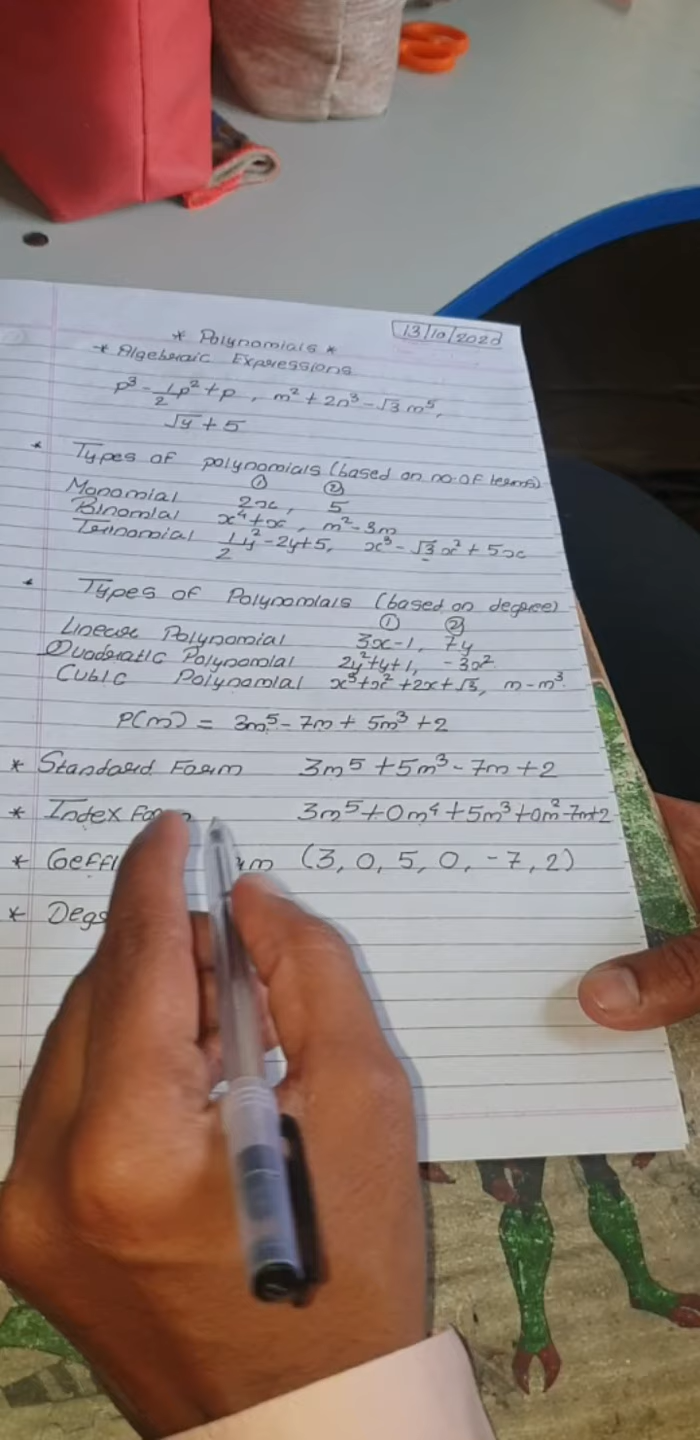 13/10/2020
* Polynomials *
* Algebraic Expressions
p³ - 1/2 p² + p , m² + 2n³ - √3 m⁵,
√y + 5
* Types of polynomials (based on no. of terms)
① ②
Monomial 2x, 5
Binomial x⁴+x, m²-3m
Trinomial 1/2 y² - 2y+5, x³ - √3 x² + 5x
* Types of Polynomials (based on degree)
① ②
Linear Polynomial 3x-1, 7y
Quadratic Polynomial 2y²+y+1, -3x²
Cubic Polynomial x³+x²+2x+√3, m-m³
P(m) = 3m⁵ - 7m + 5m³ + 2
* Standard Form 3m⁵ + 5m³ - 7m + 2
* Index Form 3m⁵ + 0m⁴ + 5m³ + 0m² - 7m + 2
* (3, 0, 5, 0, -7, 2)
*